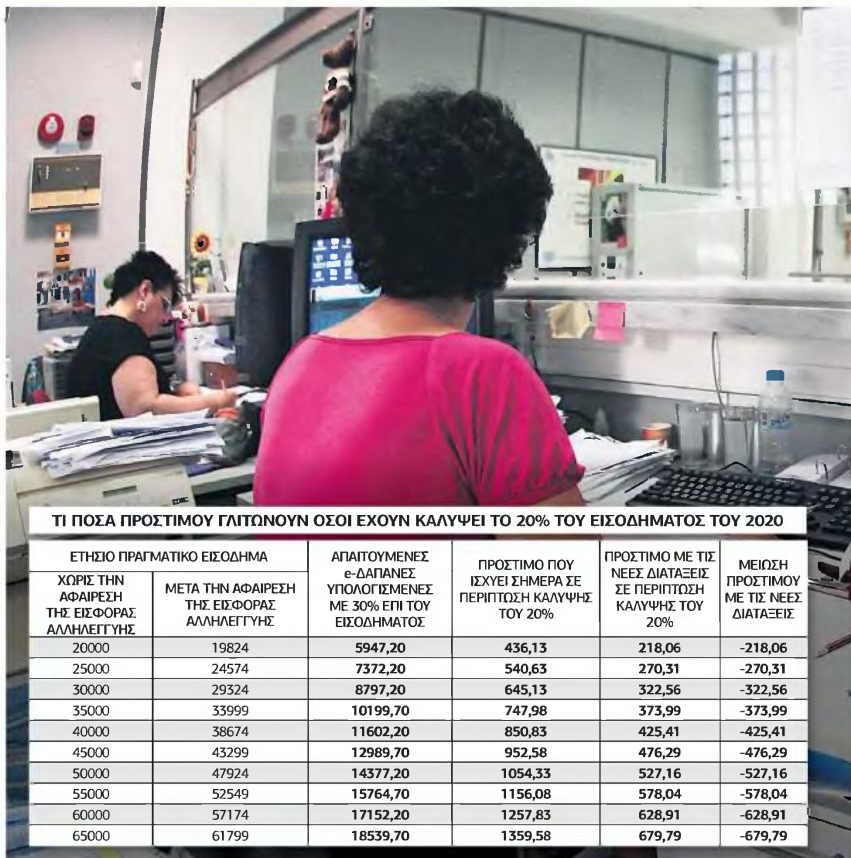 ΤΙ ΠΟΣΑ ΠΡΟΣΤΙΜΟΥ ΓΛΙΤΩΝΟΥΝ ΟΣΟΙ ΕΧΟΥΝ ΚΑΛΥΨΕΙ ΤΟ 20% ΤΟΥ ΕΙΣΟΔΗΜΑΤΟΣ ΤΟΥ 2020
ΕΤΗΣΙΟ ΠΡΑΓΜΑΤΙΚΟ ΕΙΣΟΔΗΜΑ
ΧΩΡΙΣ ΤΗΝ
ΑΦΑΙΡΕΣΗ
ΤΗΣ ΕΙΣΦΟΡΑΣ
ΑΛΛΗΛΕΓΓΥΗΣ
ΜΕΤΑ ΤΗΝ ΑΦΑΙΡΕΣΗ
ΤΗΣ ΕΙΣΦΟΡΑΣ
ΑΛΛΗΛΕΓΓΥΗΣ
ΑΠΑΙΤΟΥΜΕΝΕΣ
e-ΔΑΠΑΝΕΣ
ΥΠΟΛΟΓΙΣΜΕΝΕΣ
ΜΕ 30% ΕΠΙ ΤΟΥ
ΕΙΣΟΔΗΜΑΤΟΣ
ΠΡΟΣΤΙΜΟ ΠΟΥ
ΙΣΧΥΕΙ ΣΗΜΕΡΑ ΣΕ
ΠΕΡΙΠΤΩΣΗ ΚΑΛΥΨΗΣ
ΤΟΥ 20%
ΠΡΟΣΤΙΜΟ ΜΕ ΤΙΣ
ΝΕΕΣ ΔΙΑΤΑΞΕΙΣ
ΣΕ ΠΕΡΙΠΤΩΣΗ
ΚΑΛΥΨΗΣ ΤΟΥ
20%
ΜΕΙΩΣΗ
ΠΡΟΣΤΙΜΟΥ
ΜΕ ΤΙΣ ΝΕΕΣ
ΔΙΑΤΑΞΕΙΣ
20000 19824 5947,20 436,13 218,06 -218,06
25000 24574 7372,20 540,63 270,31 -270,31
30000 29324 8797,20 645,13 322,56 -322,56
35000 33999 10199,70 747,98 373,99 -373,99
40000 38674 11602,20 850,83 425,41 -425,41
45000 43299 12989,70 952,58 476,29 -476,29
50000 47924 14377,20 1054,33 527,16 -527,16
55000 52549 15764,70 1156,08 578,04 -578,04
60000 57174 17152,20 1257,83 628,91 -628,91
65000 61799 18539,70 1359,58 679,79 -679,79